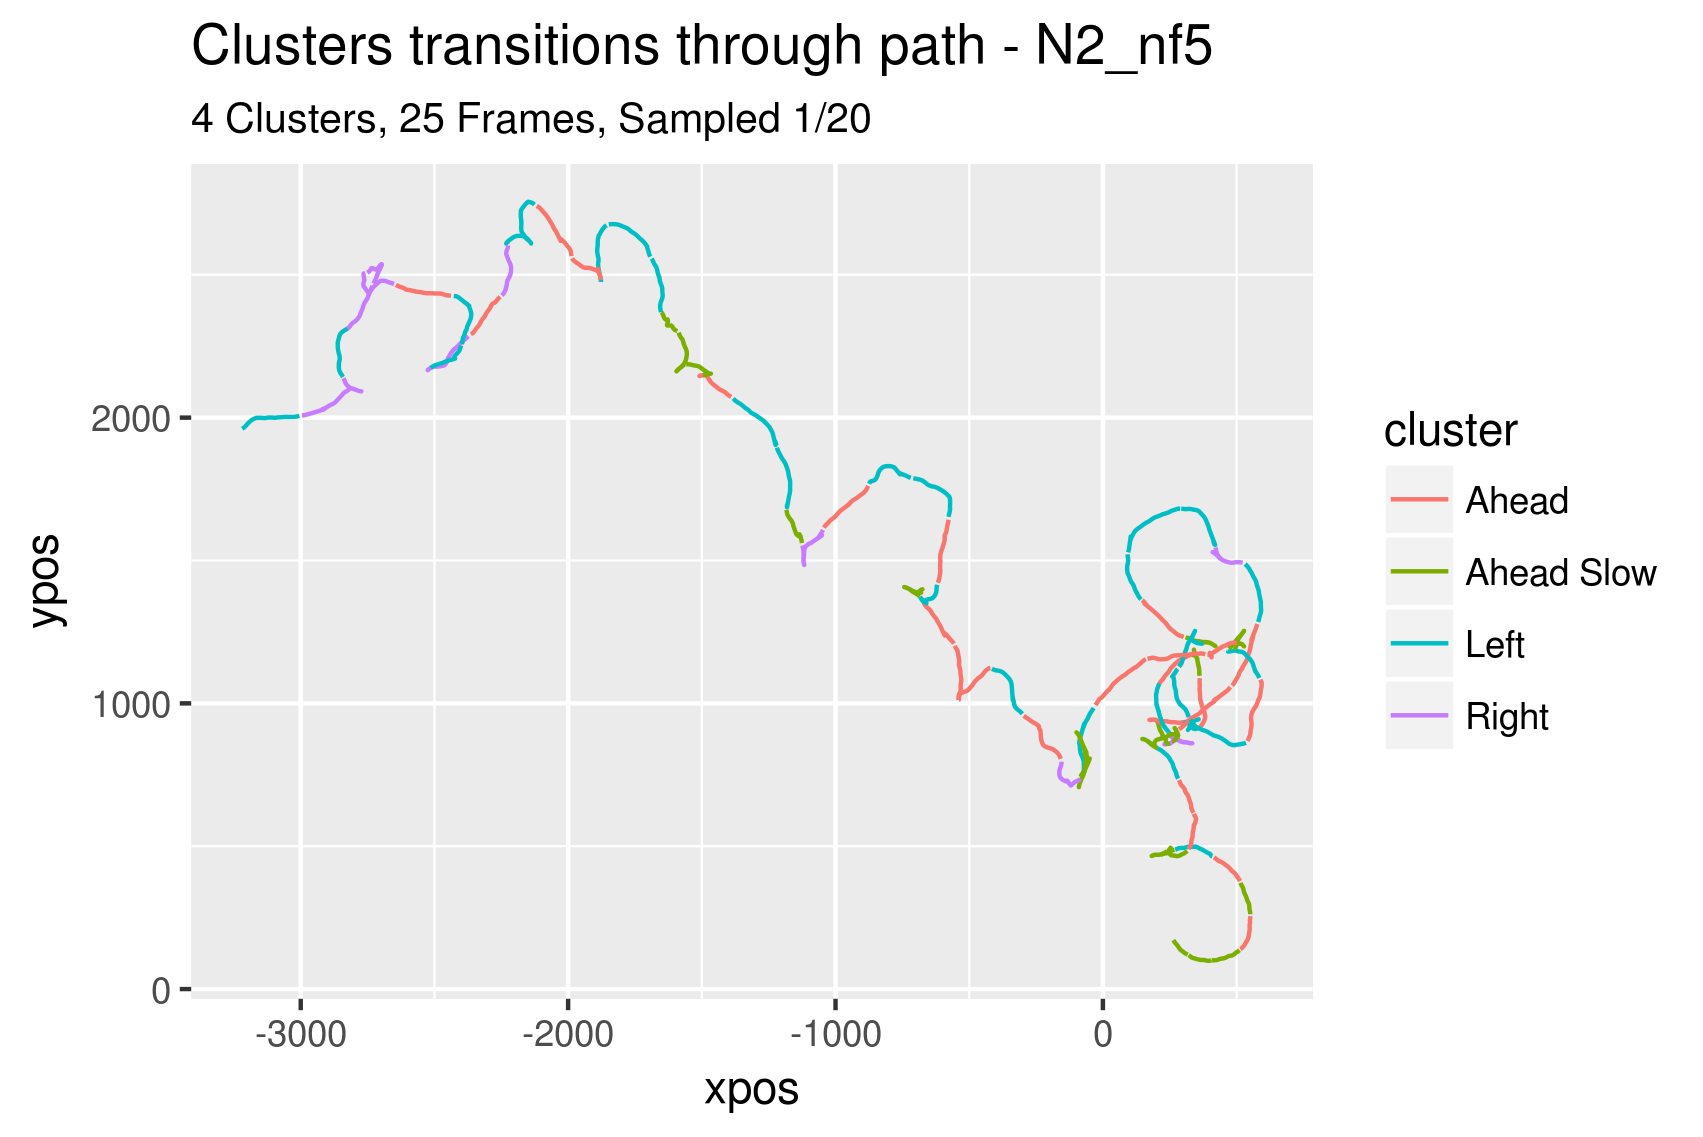 Clusters transitions through path - N2_nf5
4 Clusters, 25 Frames, Sampled 1/20
2000
1000
0
ypos
-3000
-2000
-1000
0
xpos
cluster
Ahead
Ahead Slow
Left
Right